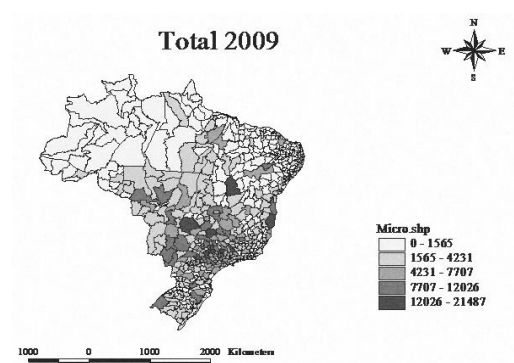 Total 2009
N
W E
S
Micro.shp
0 - 1565
1565 - 4231
4231 - 7707
7707 - 12026
12026 - 21487
1000 0 1000 2000 Kilometers